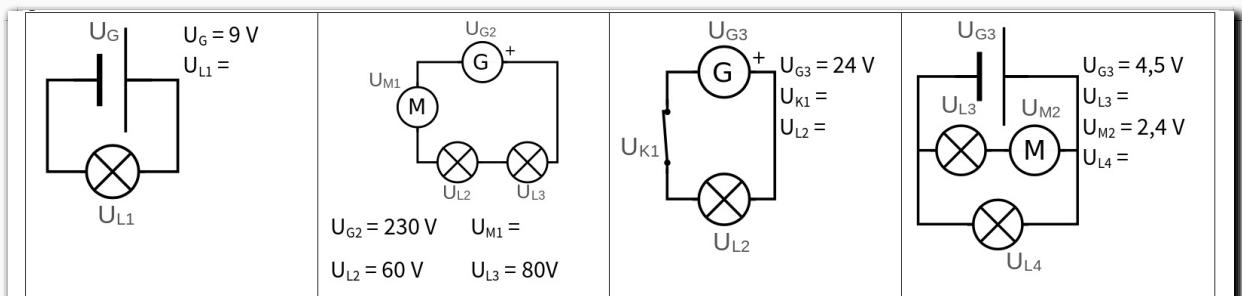 UG
UG = 9 V
UL1 =
UL1
UG2
+
G
UM1
M
UL2
UL3
UG2 = 230 V
UM1 =
UL2 = 60 V
UL3 = 80V
UG3
+
G
UG3 = 24 V
UK1 =
UL2 =
UK1
UL2
UG3
UG3 = 4,5 V
UL3 =
UL3
UM2
UM2 = 2,4 V
M
UL4 =
UL4